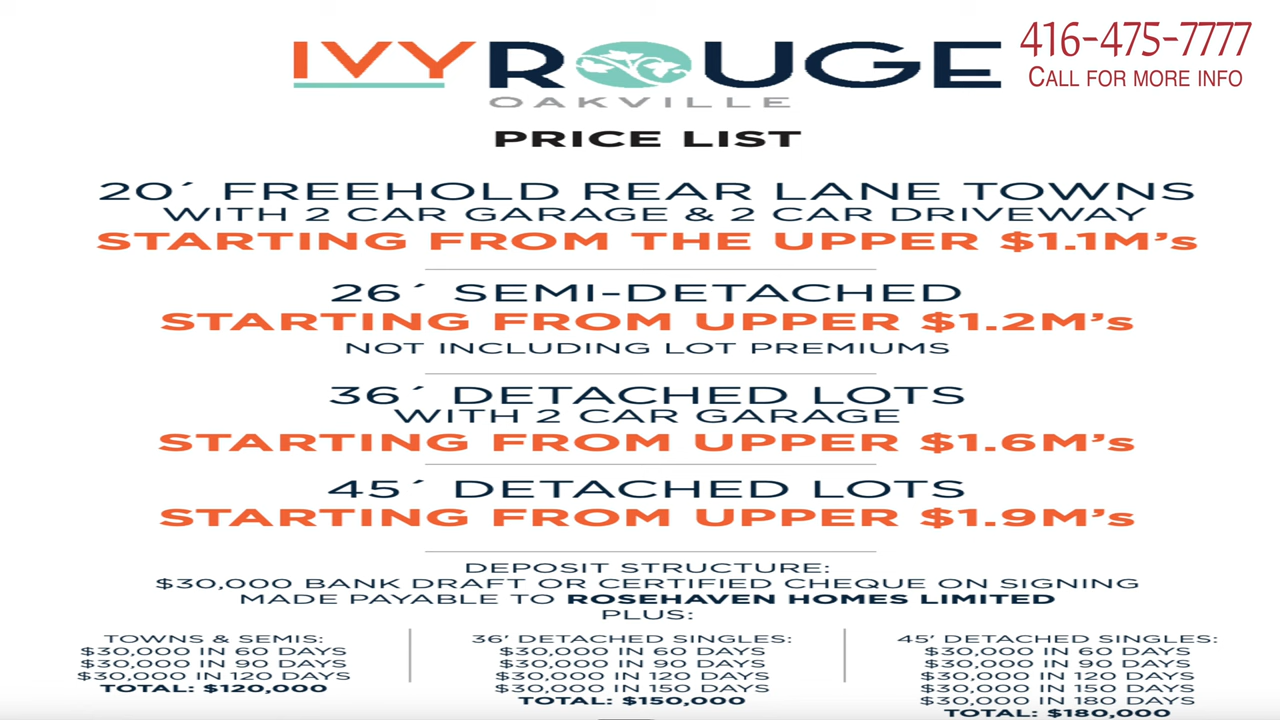 IVY ROUGE
OAKVILLE
416-475-7777
CALL FOR MORE INFO
PRICE LIST
20´ FREEHOLD REAR LANE TOWNS
WITH 2 CAR GARAGE & 2 CAR DRIVEWAY
STARTING FROM THE UPPER $1.1M's
26´ SEMI-DETACHED
STARTING FROM UPPER $1.2M's
NOT INCLUDING LOT PREMIUMS
36´ DETACHED LOTS
WITH 2 CAR GARAGE
STARTING FROM UPPER $1.6M's
45´ DETACHED LOTS
STARTING FROM UPPER $1.9M's
DEPOSIT STRUCTURE:
$30,000 BANK DRAFT OR CERTIFIED CHEQUE ON SIGNING
MADE PAYABLE TO ROSEHAVEN HOMES LIMITED
PLUS:
TOWNS & SEMIS:
$30,000 IN 60 DAYS
$30,000 IN 90 DAYS
$30,000 IN 120 DAYS
TOTAL: $120,000
36' DETACHED SINGLES:
$30,000 IN 60 DAYS
$30,000 IN 90 DAYS
$30,000 IN 120 DAYS
$30,000 IN 150 DAYS
TOTAL: $150,000
45' DETACHED SINGLES:
$30,000 IN 60 DAYS
$30,000 IN 90 DAYS
$30,000 IN 120 DAYS
$30,000 IN 150 DAYS
$30,000 IN 180 DAYS
TOTAL: $180,000